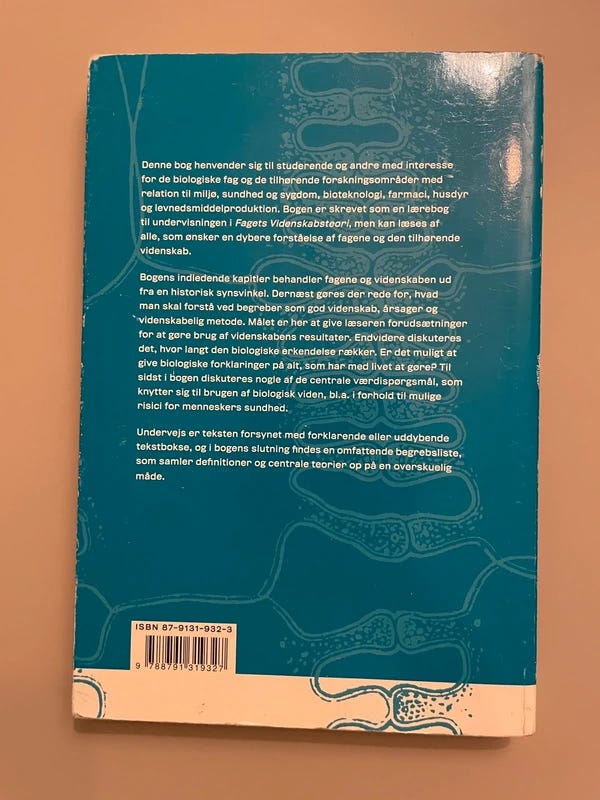 Denne bog henvender sig til studerende og andre med interesse
for de biologiske fag og de tilhørende forskningsområder med
relation til miljø, sundhed og sygdom, bioteknologi, farmaci, husdyr
og levnedsmiddelproduktion. Bogen er skrevet som en lærebog
til undervisningen i Fagets Videnskabsteori, men kan læses af
alle, som ønsker en dybere forståelse af fagene og den tilhørende
videnskab.
Bogens indledende kapitler behandler fagene og videnskaben ud
fra en historisk synsvinkel. Dernæst gøres der rede for, hvad
man skal forstå ved begreber som god videnskab, årsager og
videnskabelig metode. Målet er her at give læseren forudsætninger
for at gøre brug af videnskabens resultater. Endvidere diskuteres
det, hvor langt den biologiske erkendelse rækker. Er det muligt at
give biologiske forklaringer på alt, som har med livet at gøre? Til
sidst i bogen diskuteres nogle af de centrale værdispørgsmål, som
knytter sig til brugen af biologisk viden, bl.a. i forhold til mulige
risici for menneskers sundhed.
Undervejs er teksten forsynet med forklarende eller uddybende
tekstbokse, og i bogens slutning findes en omfattende begrebsliste,
som samler definitioner og centrale teorier op på en overskuelig
måde.
ISBN 87-9131-932-3
9 788791 319327